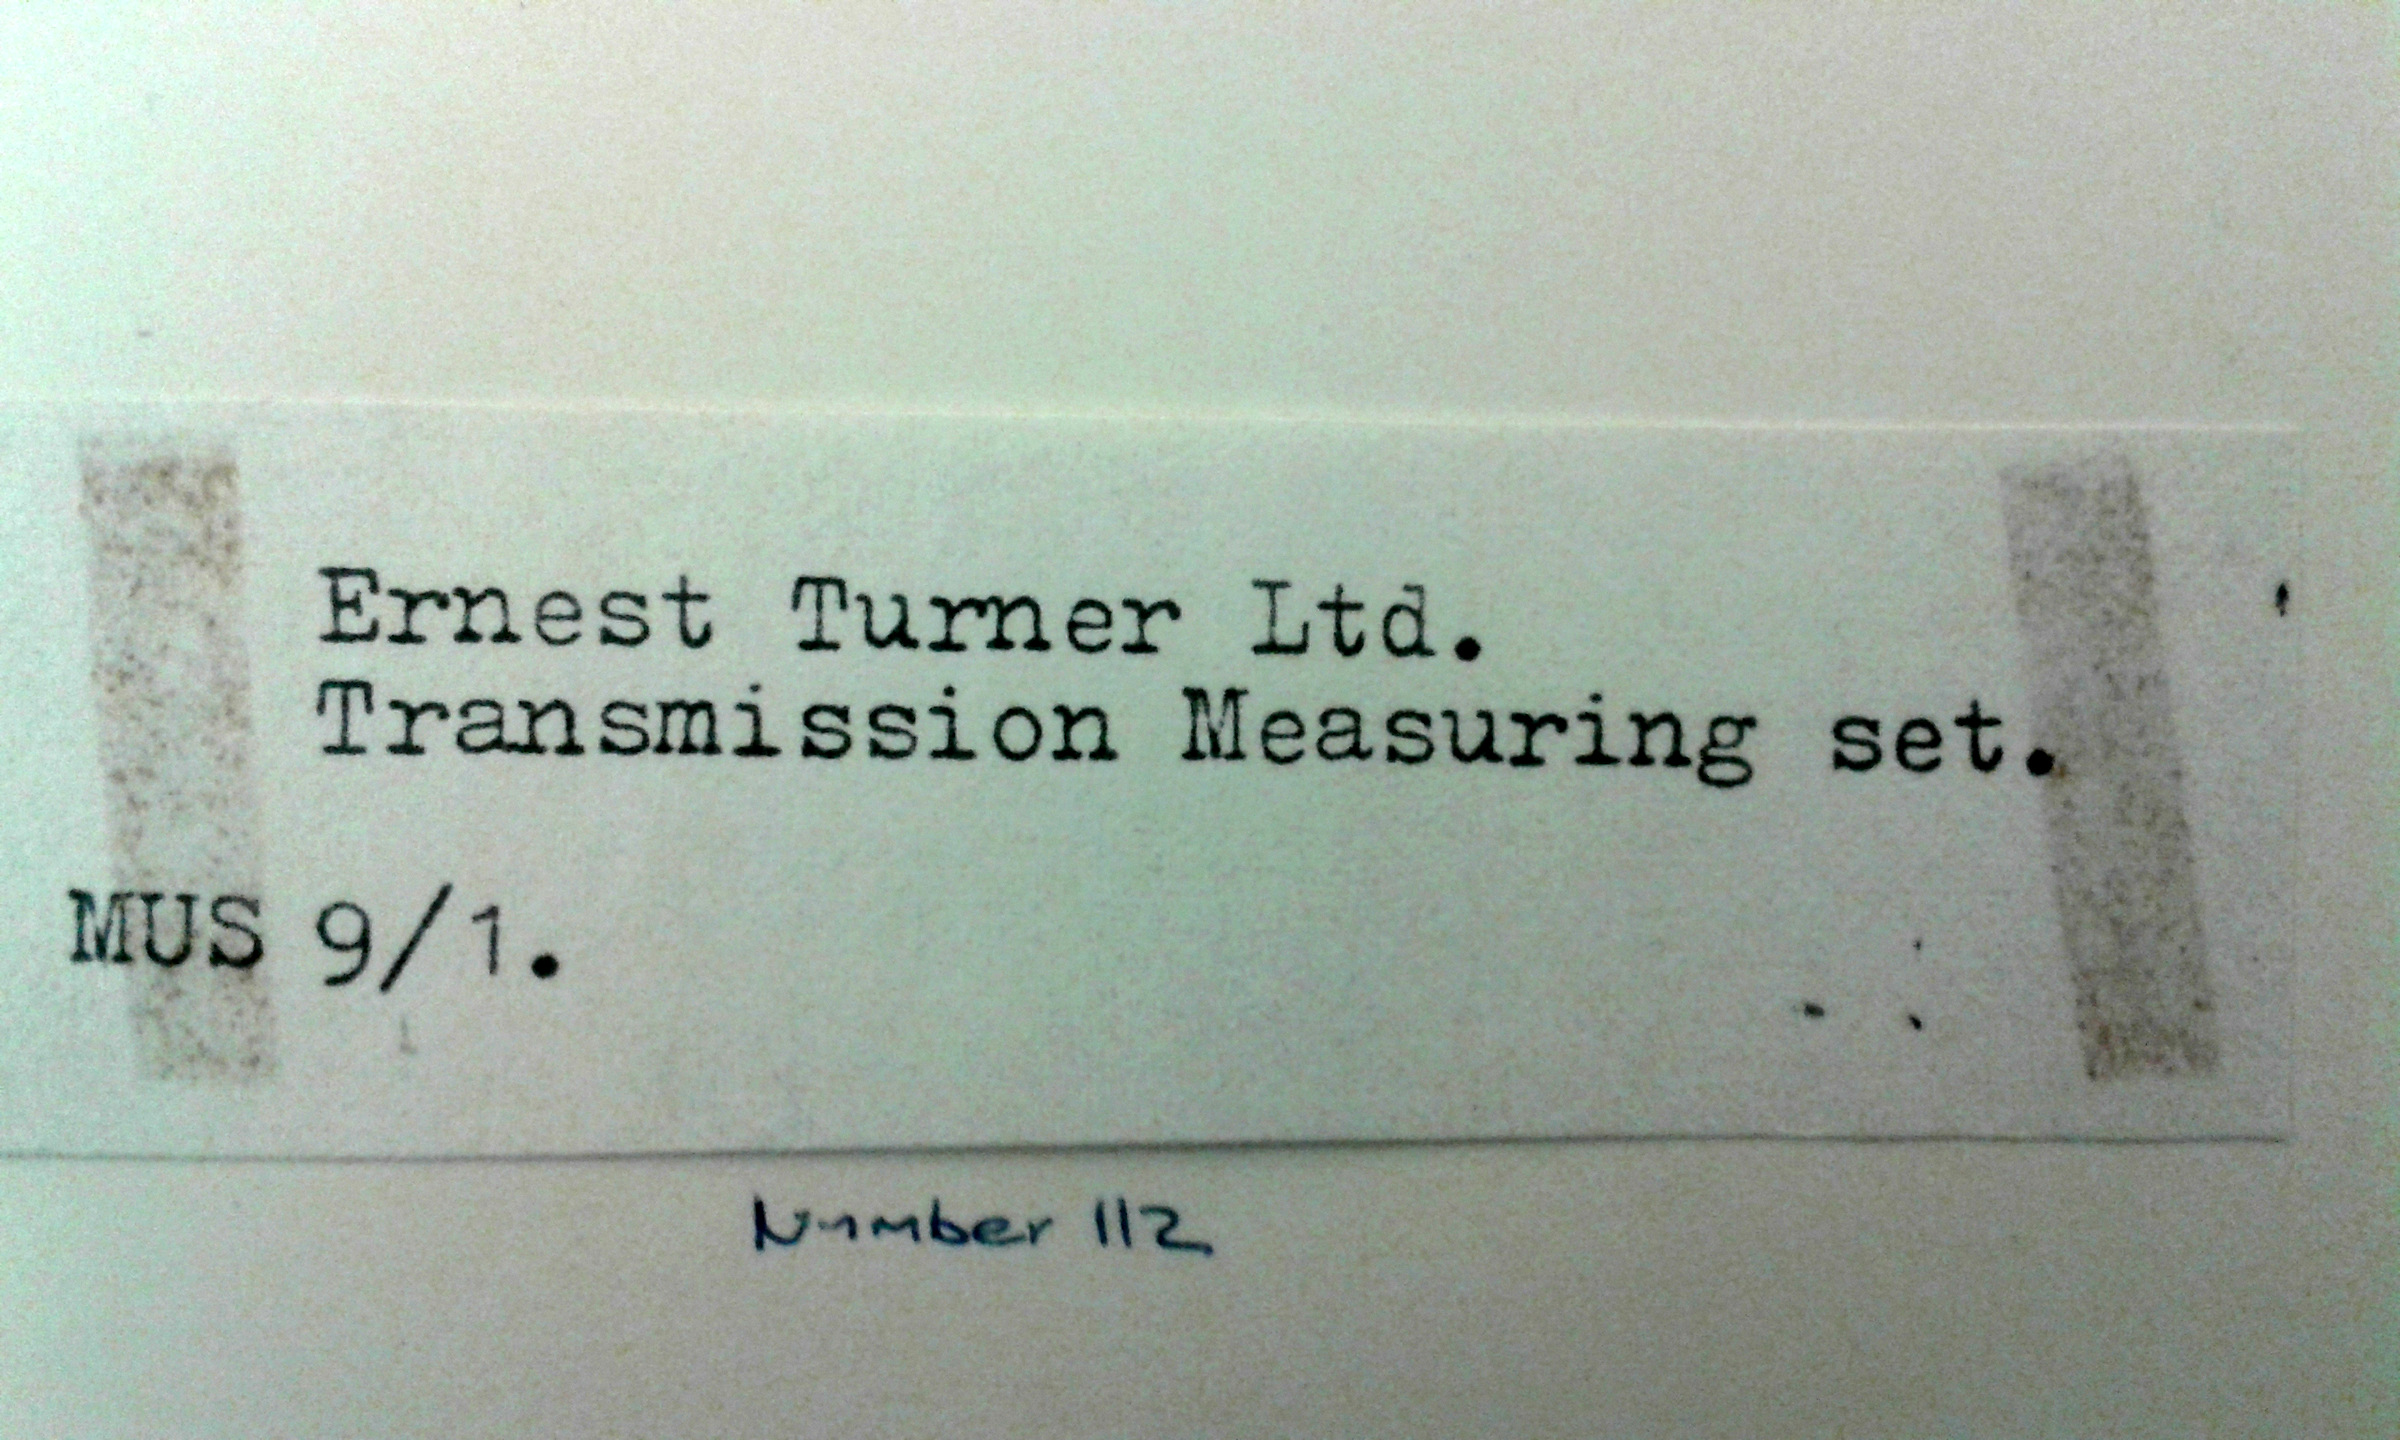 Ernest Turner Ltd.
Transmission Measuring set.
MUS 9/1.
Number 112